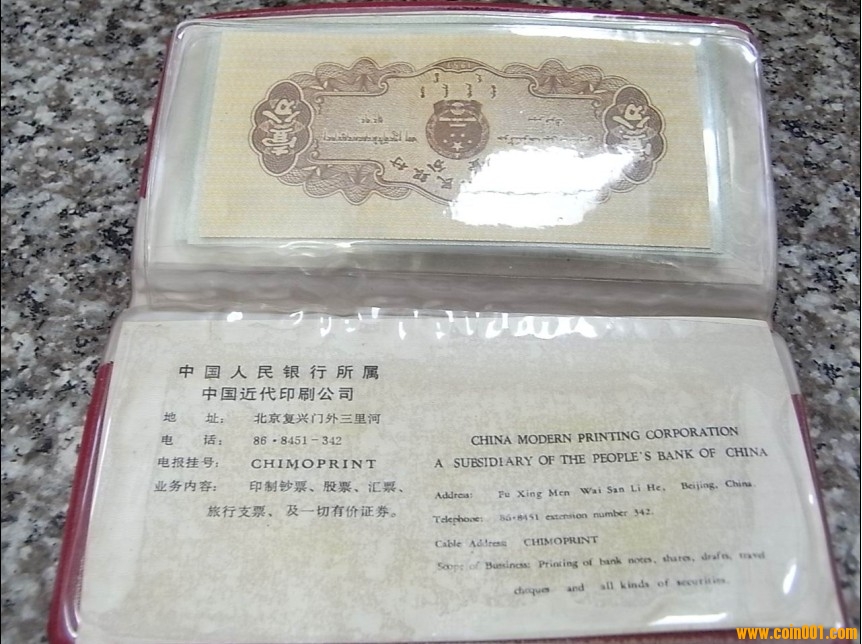 壹分
壹分
中国人民银行所属
中国近代印刷公司
地 址： 北京复兴门外三里河
电 话： 86·8451-342
电报挂号： CHIMOPRINT
业务内容： 印制钞票、股票、汇票、
旅行支票、及一切有价证券。
CHINA MODERN PRINTING CORPORATION
A SUBSIDIARY OF THE PEOPLE'S BANK OF CHINA
Address: Fu Xing Men Wai San Li He, Beijing, China.
Telephone: 86·8451 extension number 342.
Cable Address: CHIMOPRINT
Scope of Bussiness: Printing of bank notes, shares, drafts, travel
cheques and all kinds of securities.
www.coin001.com